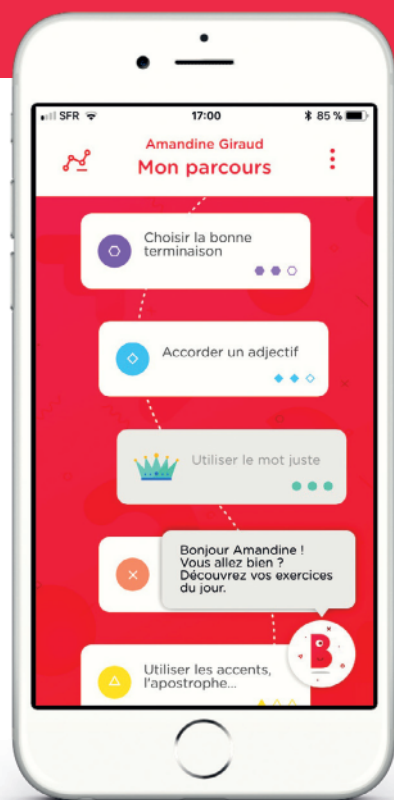 SFR 17:00 85 %
Amandine Giraud
Mon parcours
Choisir la bonne
terminaison
Accorder un adjectif
Utiliser le mot juste
Bonjour Amandine !
Vous allez bien ?
Découvrez vos exercices
du jour.
B
Utiliser les accents,
l'apostrophe...